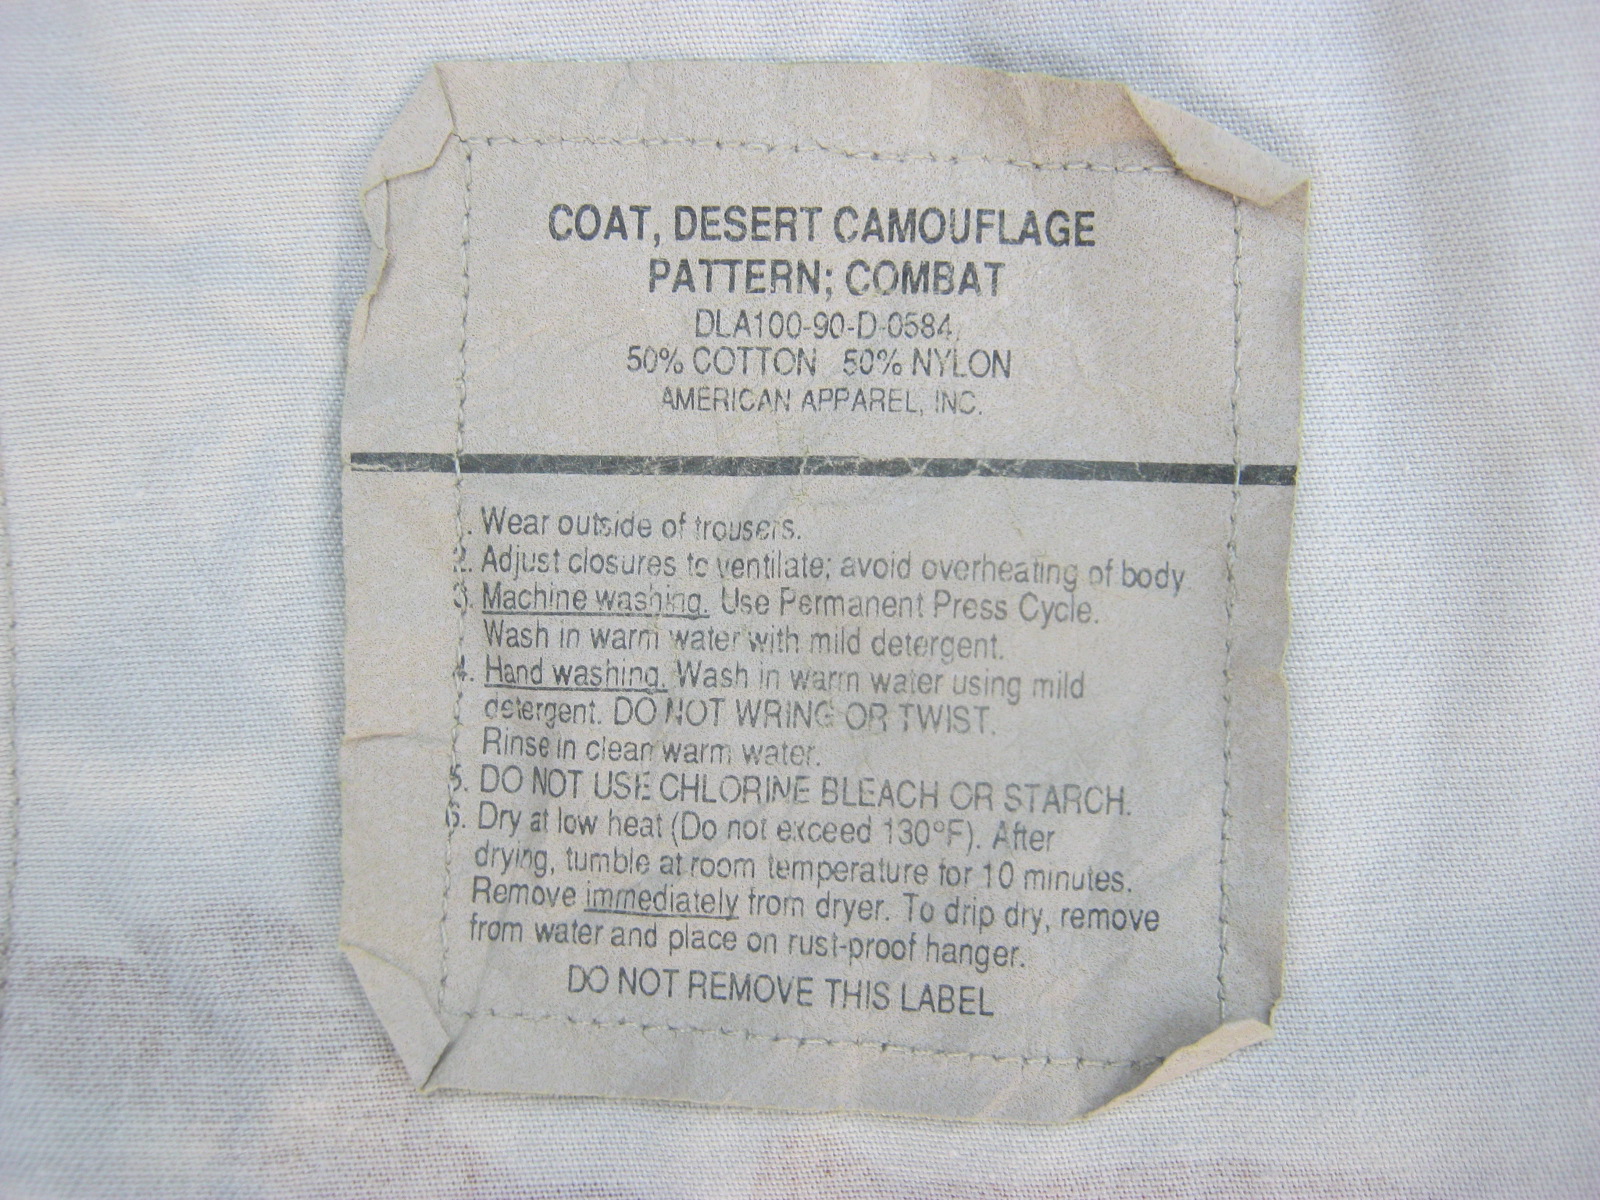 COAT, DESERT CAMOUFLAGE
PATTERN; COMBAT
DLA100-90-D-0584
50% COTTON 50% NYLON
AMERICAN APPAREL, INC.
1. Wear outside of trousers.
2. Adjust closures to ventilate; avoid overheating of body
3. Machine washing. Use Permanent Press Cycle.
Wash in warm water with mild detergent.
4. Hand washing. Wash in warm water using mild
detergent. DO NOT WRING OR TWIST.
Rinse in clean warm water.
5. DO NOT USE CHLORINE BLEACH OR STARCH.
6. Dry at low heat (Do not exceed 130°F). After
drying, tumble at room temperature for 10 minutes.
Remove immediately from dryer. To drip dry, remove
from water and place on rust-proof hanger.
DO NOT REMOVE THIS LABEL